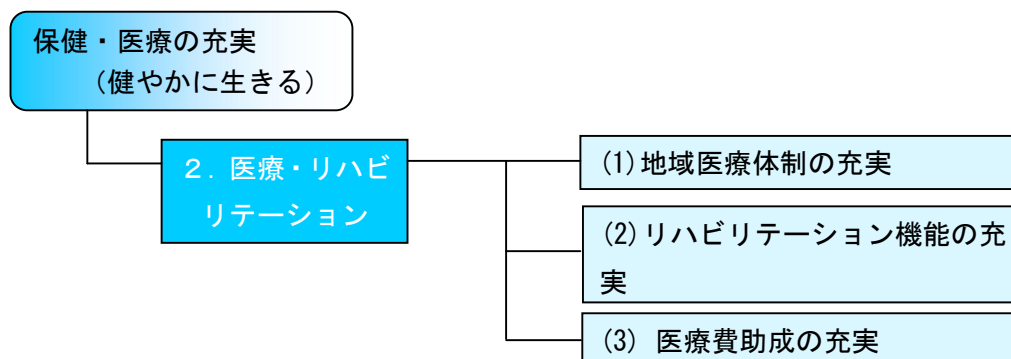 保健・医療の充実
（健やかに生きる）
２．医療・リハビ
リテーション
(1)地域医療体制の充実
(2)リハビリテーション機能の充
実
(3) 医療費助成の充実